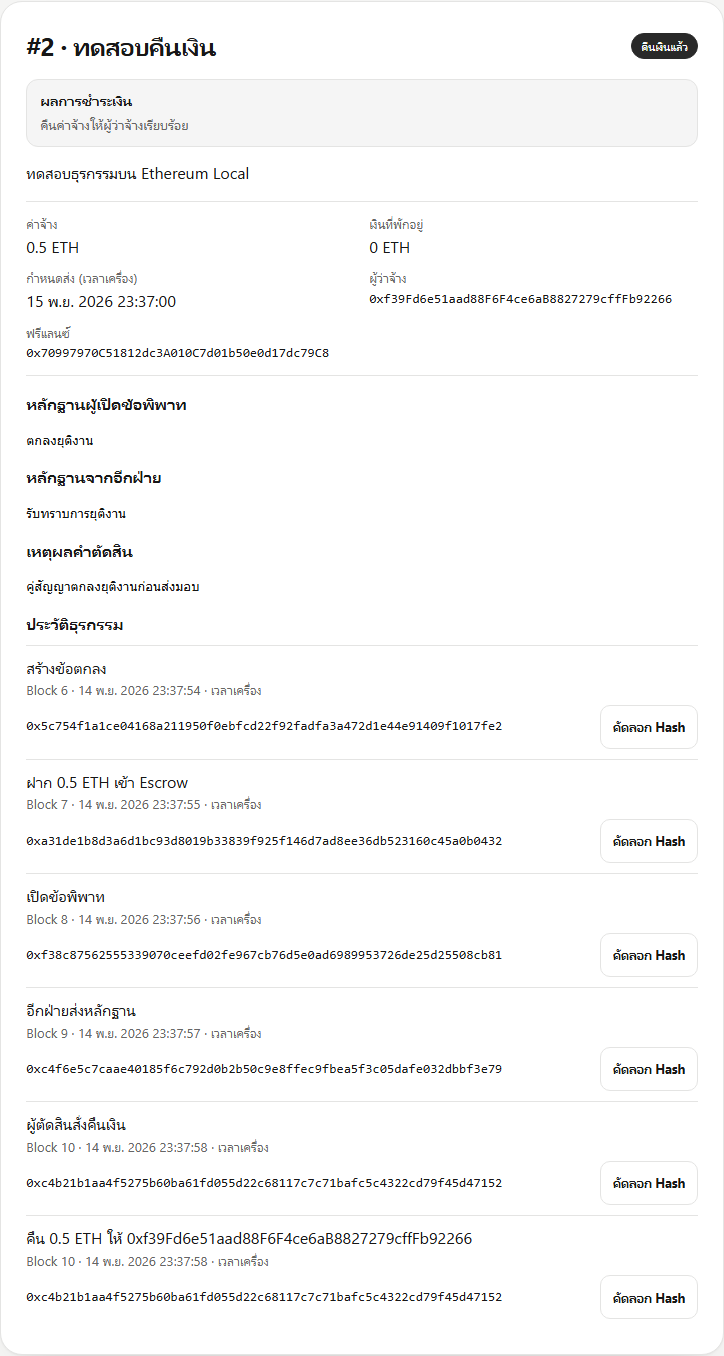 #2 · ทดสอบคืนเงิน
คืนเงินแล้ว
ผลการชำระเงิน
คืนค่าจ้างให้ผู้ว่าจ้างเรียบร้อย
ทดสอบธุรกรรมบน Ethereum Local
ค่าจ้าง
0.5 ETH
เงินที่พักอยู่
0 ETH
กำหนดส่ง (เวลาเครื่อง)
15 พ.ย. 2026 23:37:00
ผู้ว่าจ้าง
0xf39Fd6e51aad88F6F4ce6aB8827279cffFb92266
ฟรีแลนซ์
0x70997970C51812dc3A010C7d01b50e0d17dc79C8
หลักฐานผู้เปิดข้อพิพาท
ตกลงยุติงาน
หลักฐานจากอีกฝ่าย
รับทราบการยุติงาน
เหตุผลคำตัดสิน
คู่สัญญาตกลงยุติงานก่อนส่งมอบ
ประวัติธุรกรรม
สร้างข้อตกลง
Block 6 · 14 พ.ย. 2026 23:37:54 · เวลาเครื่อง
0x5c754f1a1ce04168a211950f0ebfcd22f92fadfa3a472d1e44e91409f1017fe2
คัดลอก Hash
ฝาก 0.5 ETH เข้า Escrow
Block 7 · 14 พ.ย. 2026 23:37:55 · เวลาเครื่อง
0xa31de1b8d3a6d1bc93d8019b33839f925f146d7ad8ee36db523160c45a0b0432
คัดลอก Hash
เปิดข้อพิพาท
Block 8 · 14 พ.ย. 2026 23:37:56 · เวลาเครื่อง
0xf38c87562555339070ceefd02fe967cb76d5e0ad6989953726de25d25508cb81
คัดลอก Hash
อีกฝ่ายส่งหลักฐาน
Block 9 · 14 พ.ย. 2026 23:37:57 · เวลาเครื่อง
0xc4f6e5c7caae40185f6c792d0b2b50c9e8ffec9fbea5f3c05dafe032dbbf3e79
คัดลอก Hash
ผู้ตัดสินสั่งคืนเงิน
Block 10 · 14 พ.ย. 2026 23:37:58 · เวลาเครื่อง
0xc4b21b1aa4f5275b60ba61fd055d22c68117c7c71bafc5c4322cd79f45d47152
คัดลอก Hash
คืน 0.5 ETH ให้ 0xf39Fd6e51aad88F6F4ce6aB8827279cffFb92266
Block 10 · 14 พ.ย. 2026 23:37:58 · เวลาเครื่อง
0xc4b21b1aa4f5275b60ba61fd055d22c68117c7c71bafc5c4322cd79f45d47152
คัดลอก Hash